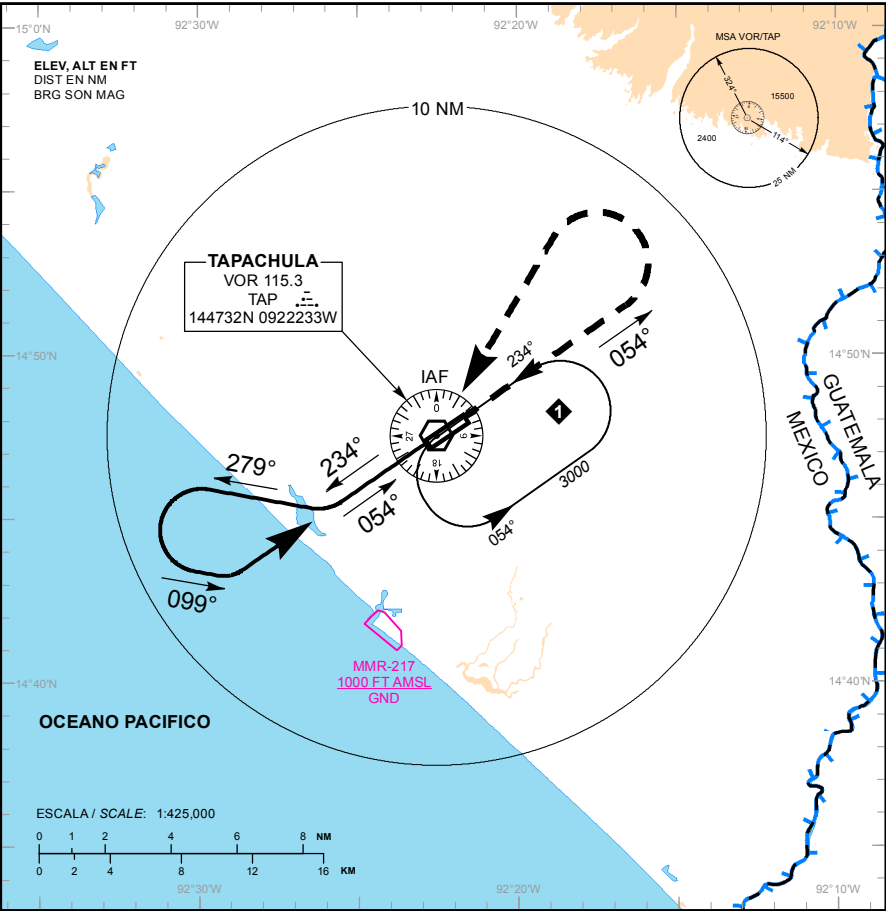 92°30'W
92°20'W
92°10'W
15°0'N
ELEV, ALT EN FT
DIST EN NM
BRG SON MAG
MSA VOR/TAP
324°
15500
2400
114°
25 NM
10 NM
TAPACHULA
VOR 115.3
TAP
144732N 0922233W
14°50'N
14°50'N
IAF
0
9
18
27
234°
054°
1
3000
054°
279°
234°
054°
099°
GUATEMALA
MEXICO
MMR-217
1000 FT AMSL
GND
14°40'N
14°40'N
OCEANO PACIFICO
ESCALA / SCALE: 1:425,000
0 1 2 4 6 8 NM
0 2 4 8 12 16 KM
92°30'W
92°20'W
92°10'W